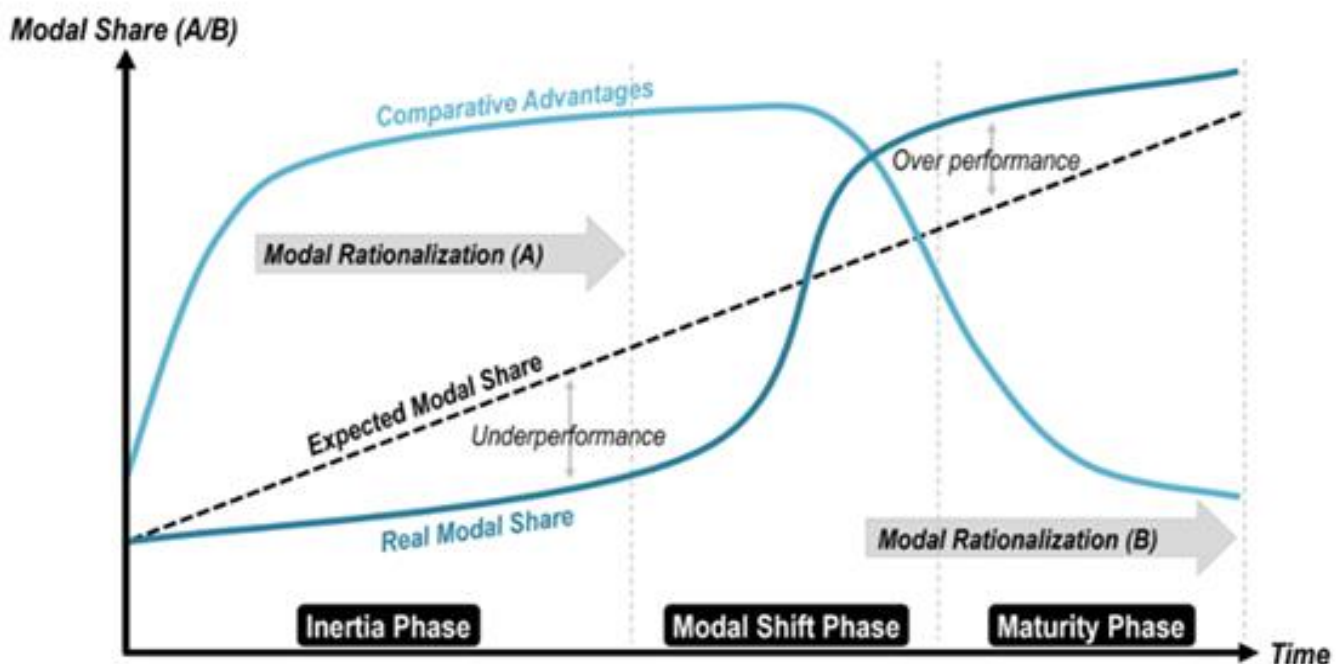 Modal Share (A/B)
Comparative Advantages
Over performance
Modal Rationalization (A)
Expected Modal Share
Underperformance
Real Modal Share
Modal Rationalization (B)
Inertia Phase
Modal Shift Phase
Maturity Phase
Time